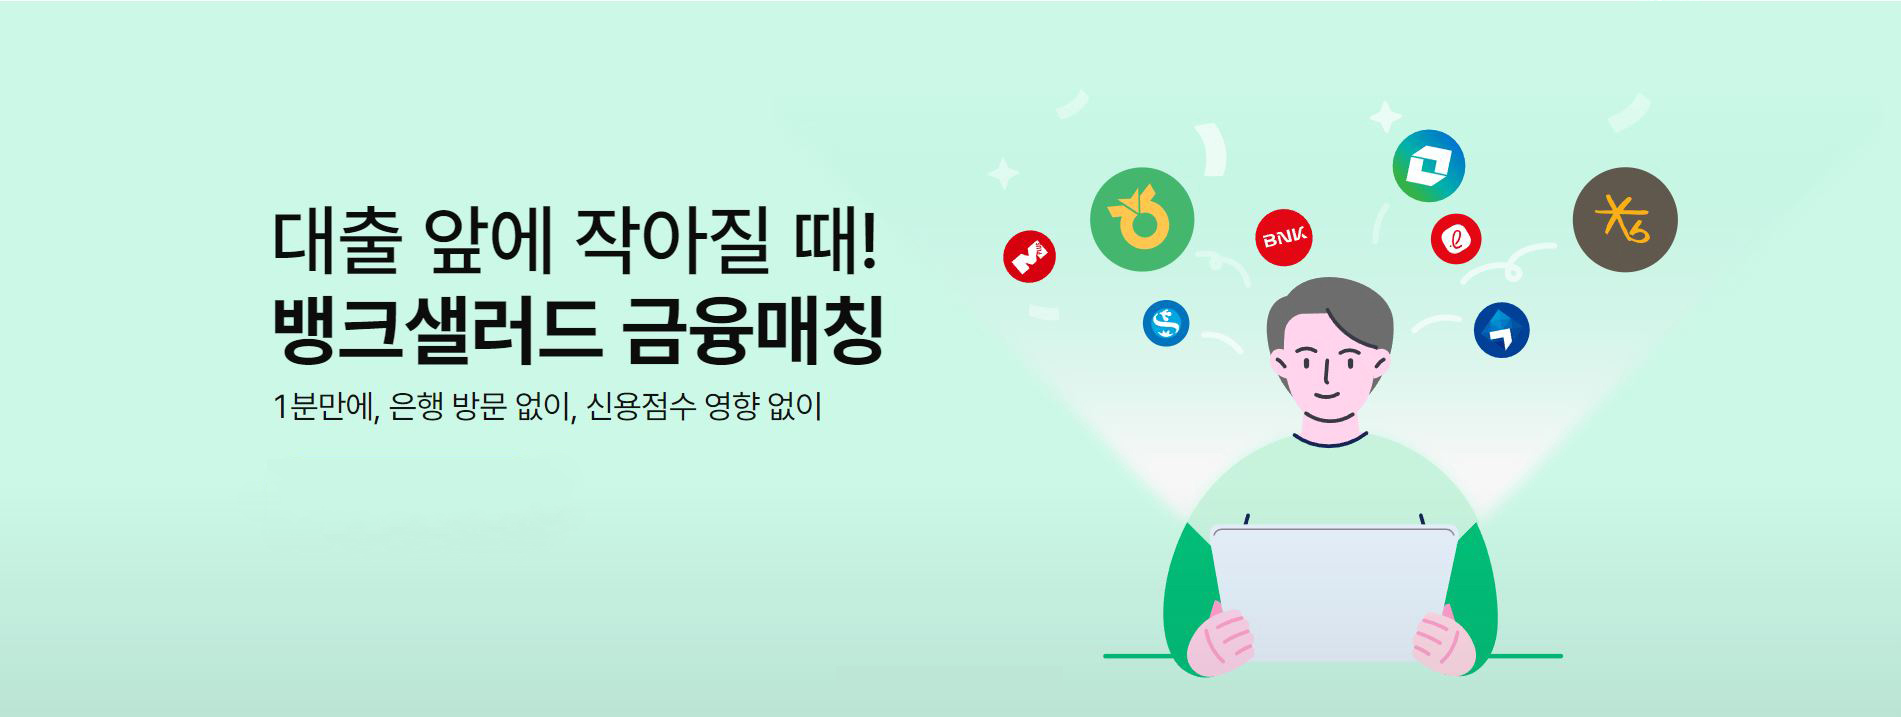 대출 앞에 작아질 때!
뱅크샐러드 금융매칭
1분만에, 은행 방문 없이, 신용점수 영향 없이
BNK